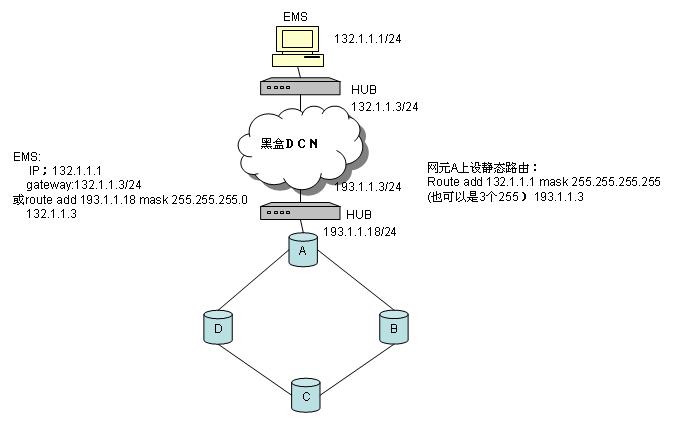 EMS
132.1.1.1/24
HUB
132.1.1.3/24
黑盒DCN
EMS:
IP；132.1.1.1
gateway:132.1.1.3/24
或route add 193.1.1.18 mask 255.255.255.0
132.1.1.3
193.1.1.3/24
网元A上设静态路由：
Route add 132.1.1.1 mask 255.255.255.255
(也可以是3个255） 193.1.1.3
HUB
193.1.1.18/24
A
D
B
C